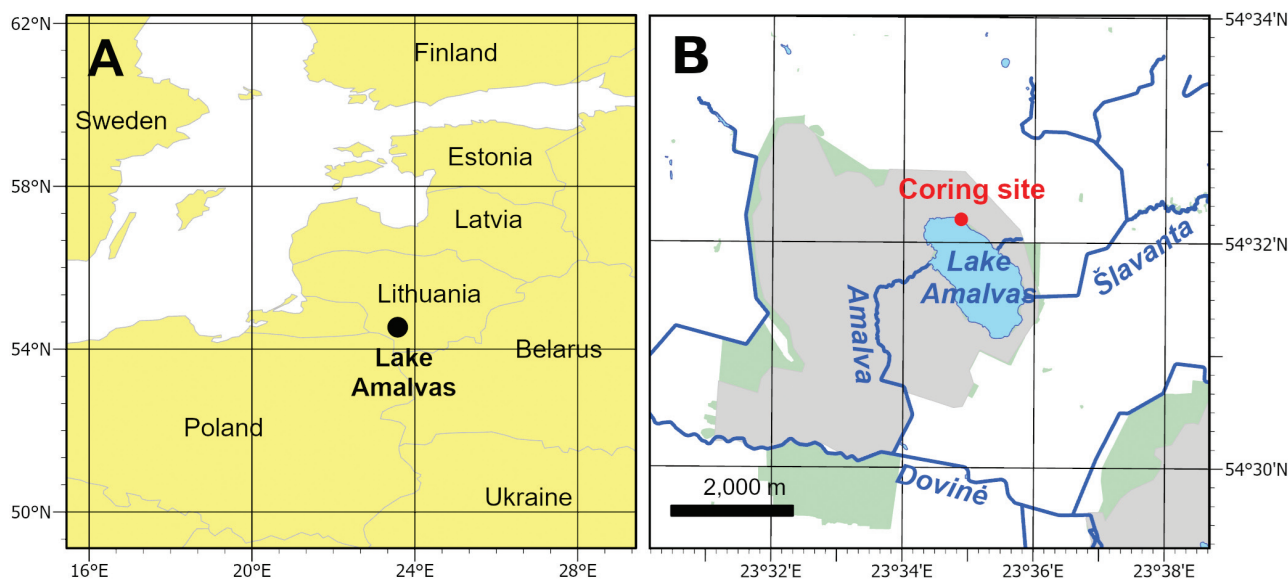 A
62°N
58°N
54°N
50°N
Finland
Sweden
Estonia
Latvia
Lithuania
Lake
Amalvas
Belarus
Poland
Ukraine
16°E
20°E
24°E
28°E
B
54°34'N
54°32'N
54°30'N
Coring site
Lake
Amalvas
Šlavanta
Amalva
Dovinė
2,000 m
23°32'E
23°34'E
23°36'E
23°38'E